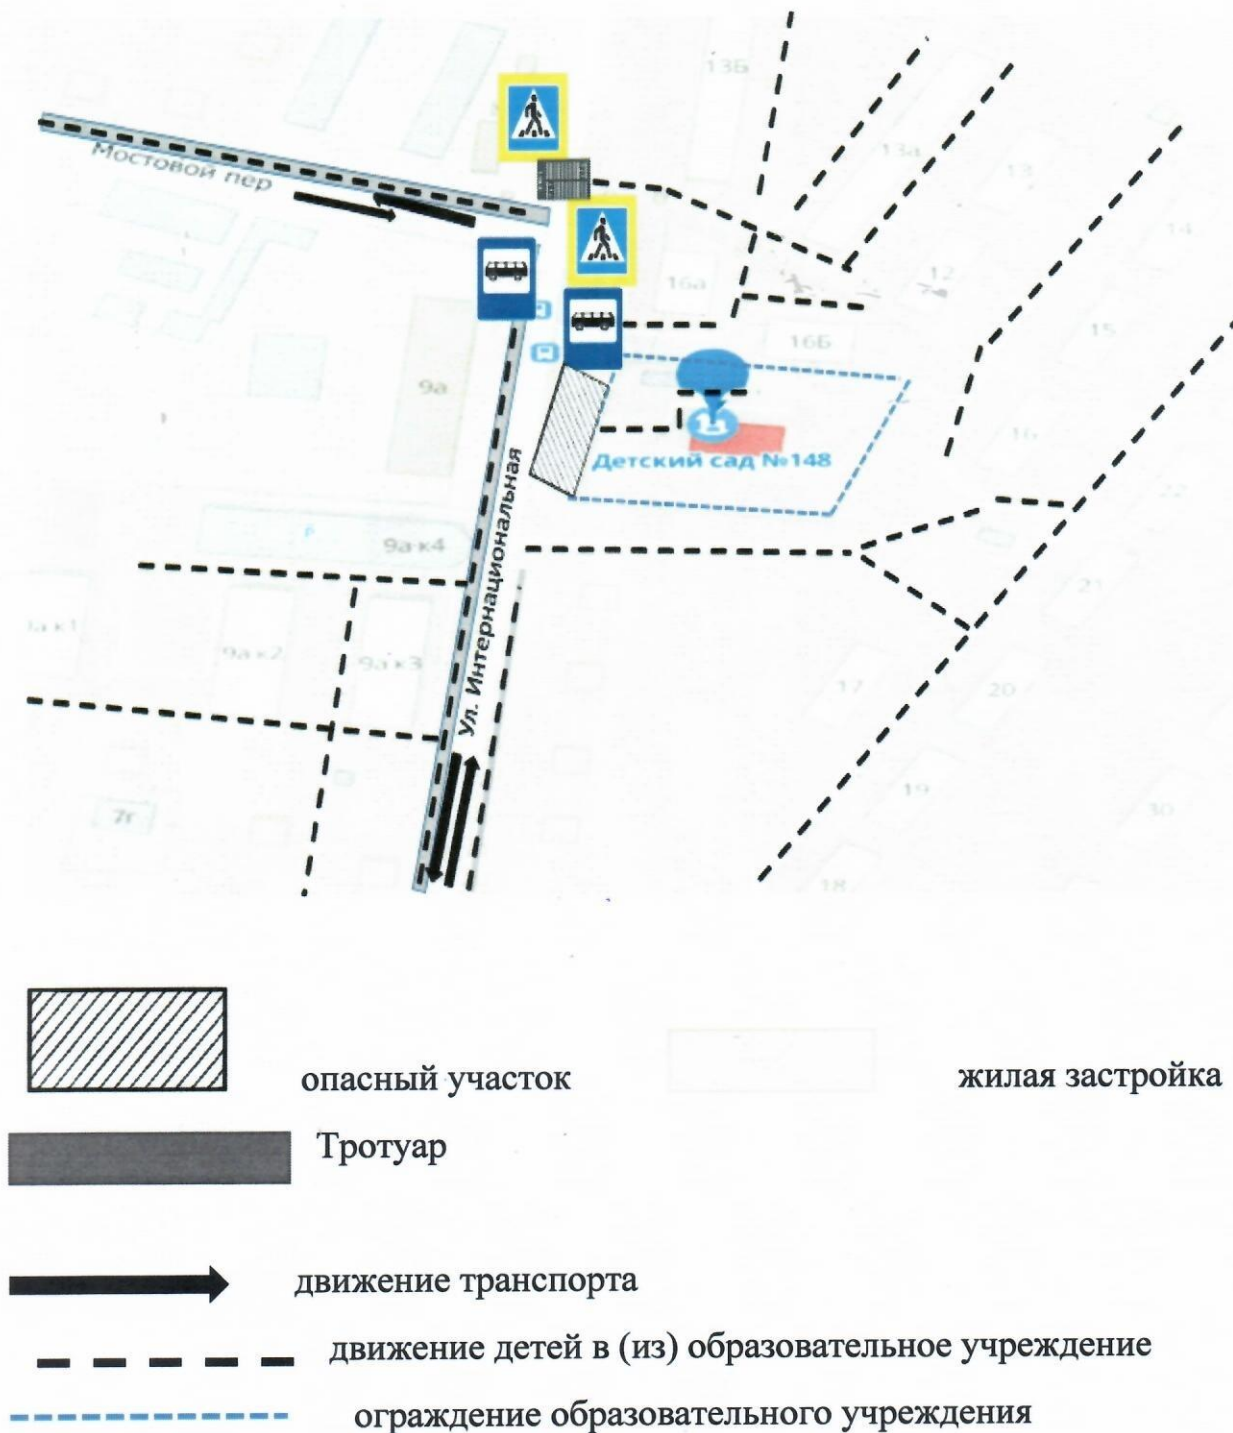 13Б
Мостовой пер
13а
13
14
16а
12
15
16Б
9а
16
Детский сад №148
22
Ул. Интернациональная
9а к4
21
9а к2
9а к3
17
20
7г
19
30
18
опасный участок
жилая застройка
Тротуар
движение транспорта
движение детей в (из) образовательное учреждение
ограждение образовательного учреждения